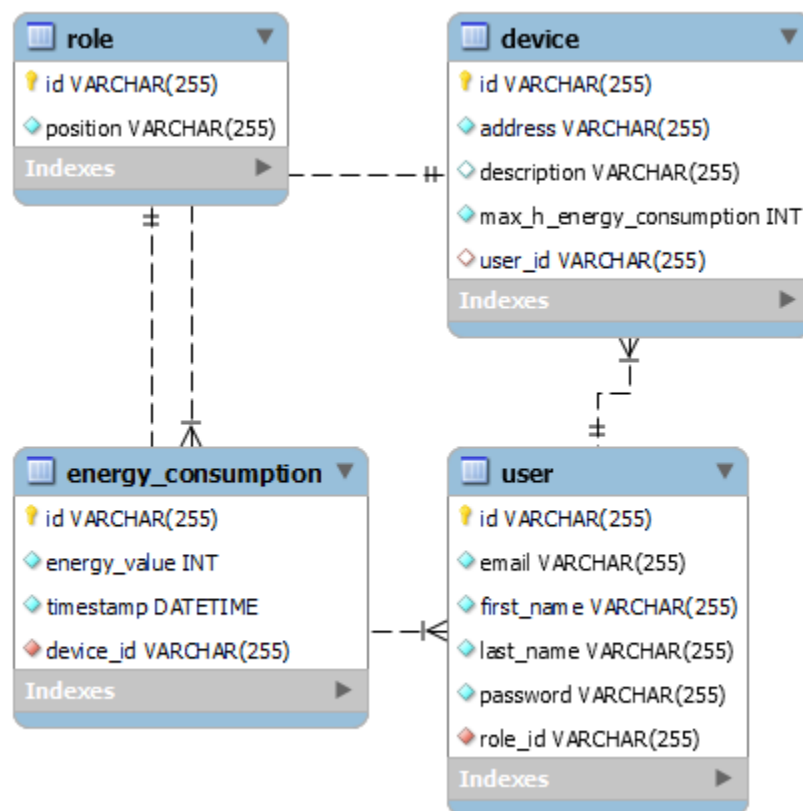 role
id VARCHAR(255)
position VARCHAR(255)
Indexes
device
id VARCHAR(255)
address VARCHAR(255)
description VARCHAR(255)
max_h_energy_consumption INT
user_id VARCHAR(255)
Indexes
energy_consumption
id VARCHAR(255)
energy_value INT
timestamp DATETIME
device_id VARCHAR(255)
Indexes
user
id VARCHAR(255)
email VARCHAR(255)
first_name VARCHAR(255)
last_name VARCHAR(255)
password VARCHAR(255)
role_id VARCHAR(255)
Indexes